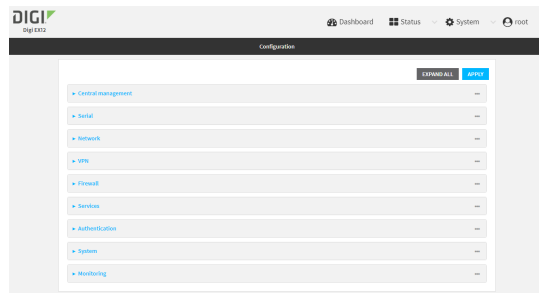 DIGI
Digi EX12
Dashboard
Status
System
root
Configuration
EXPAND ALL
APPLY
Central management
Serial
Network
VPN
Firewall
Services
Authentication
System
Monitoring